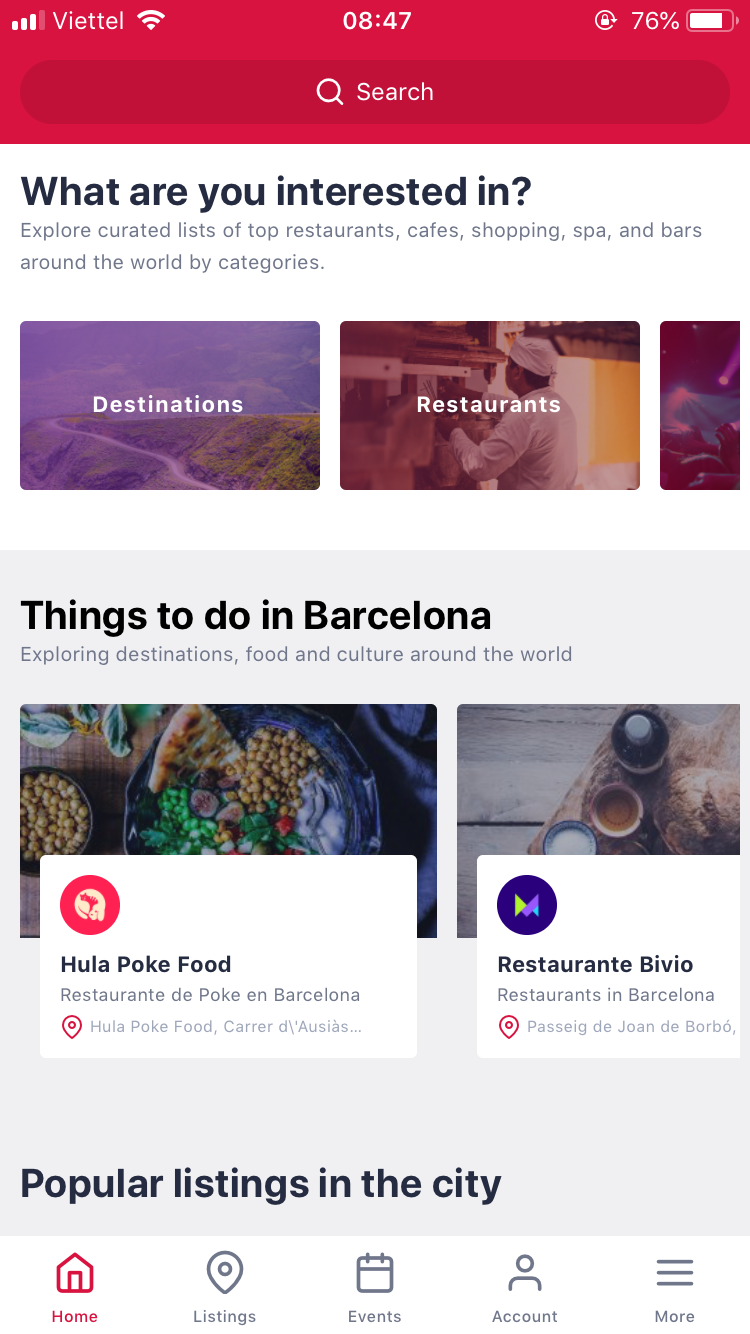 Viettel 08:47 76%
Search
What are you interested in?
Explore curated lists of top restaurants, cafes, shopping, spa, and bars
around the world by categories.
Destinations
Restaurants
Things to do in Barcelona
Exploring destinations, food and culture around the world
Hula Poke Food
Restaurante de Poke en Barcelona
Hula Poke Food, Carrer d\'Ausiàs...
Restaurante Bivio
Restaurants in Barcelona
Passeig de Joan de Borbó,
Popular listings in the city
Home
Listings
Events
Account
More